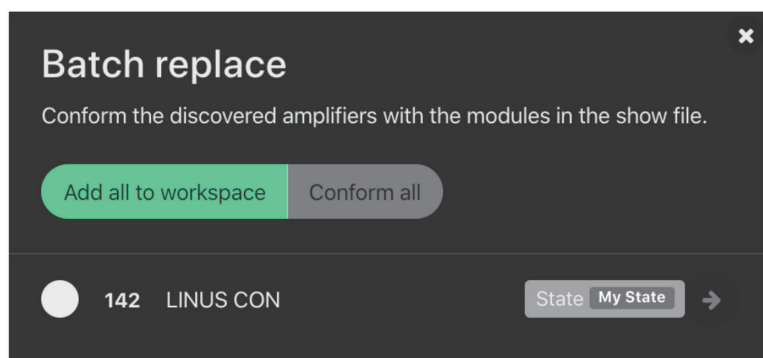 Batch replace
Conform the discovered amplifiers with the modules in the show file.
Add all to workspace Conform all
142 LINUS CON State My State